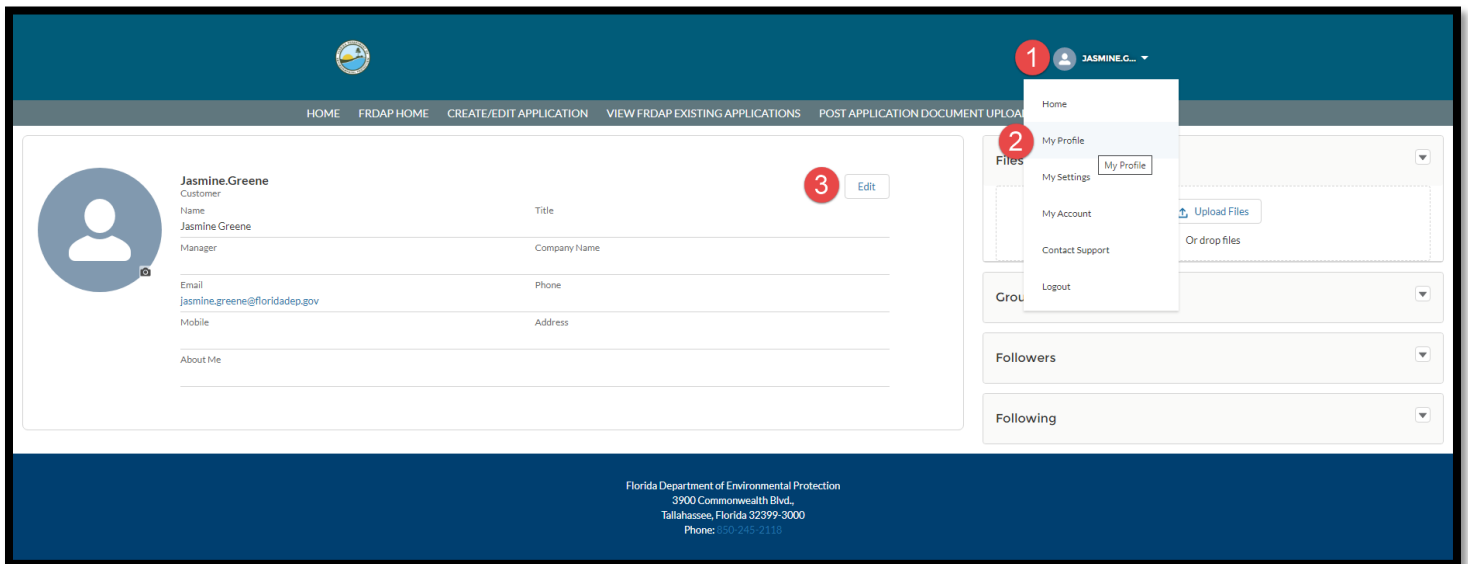 1
JASMINE.G...
HOME FRDAP HOME CREATE/EDIT APPLICATION VIEW FRDAP EXISTING APPLICATIONS POST APPLICATION DOCUMENT UPLOA
Home
2
My Profile
My Profile
My Settings
My Account
Contact Support
Logout
Jasmine.Greene
Customer
3
Edit
Name
Jasmine Greene
Title
Manager
Company Name
Email
jasmine.greene@floridadep.gov
Phone
Mobile
Address
About Me
Files
Upload Files
Or drop files
Grou
Followers
Following
Florida Department of Environmental Protection
3900 Commonwealth Blvd.,
Tallahassee, Florida 32399-3000
Phone: 850-245-2118